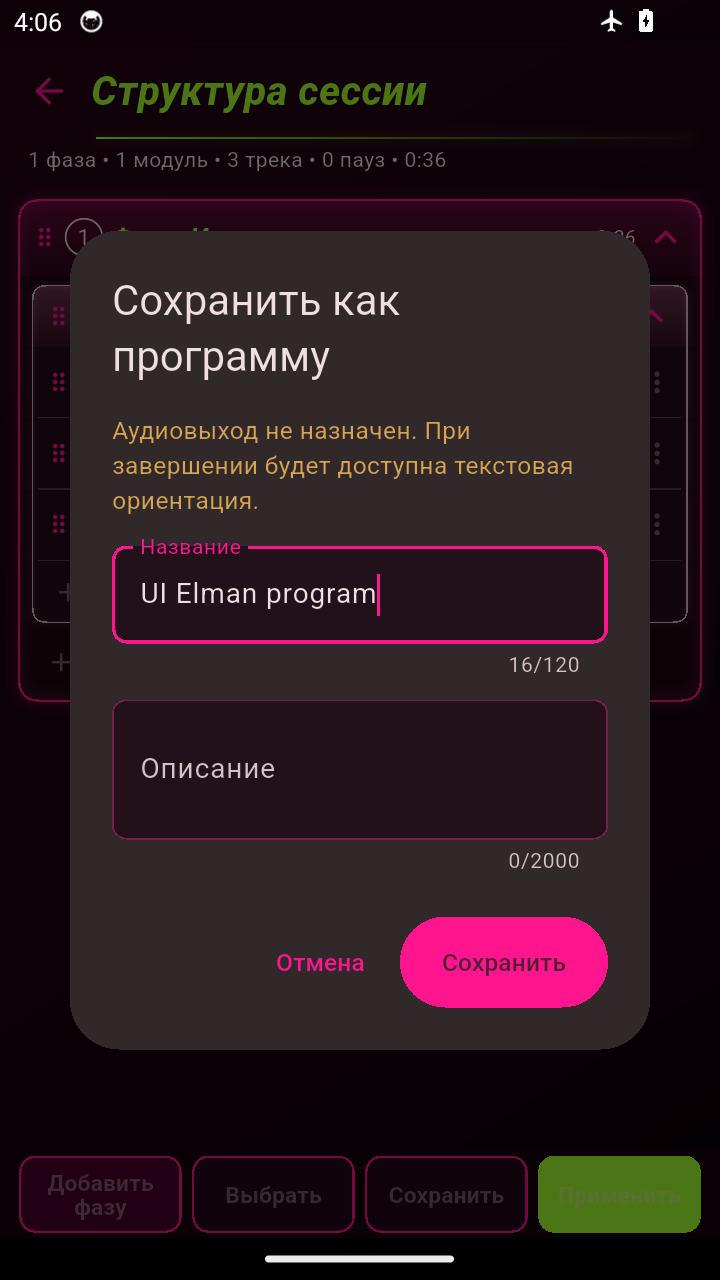 4:06
Структура сессии
1 фаза • 1 модуль • 3 трека • 0 пауз • 0:36
1
Сохранить как
программу
Аудиовыход не назначен. При
завершении будет доступна текстовая
ориентация.
Название
UI Elman program
16/120
Описание
0/2000
Отмена
Сохранить
Добавить
фазу
Выбрать
Сохранить
Применить